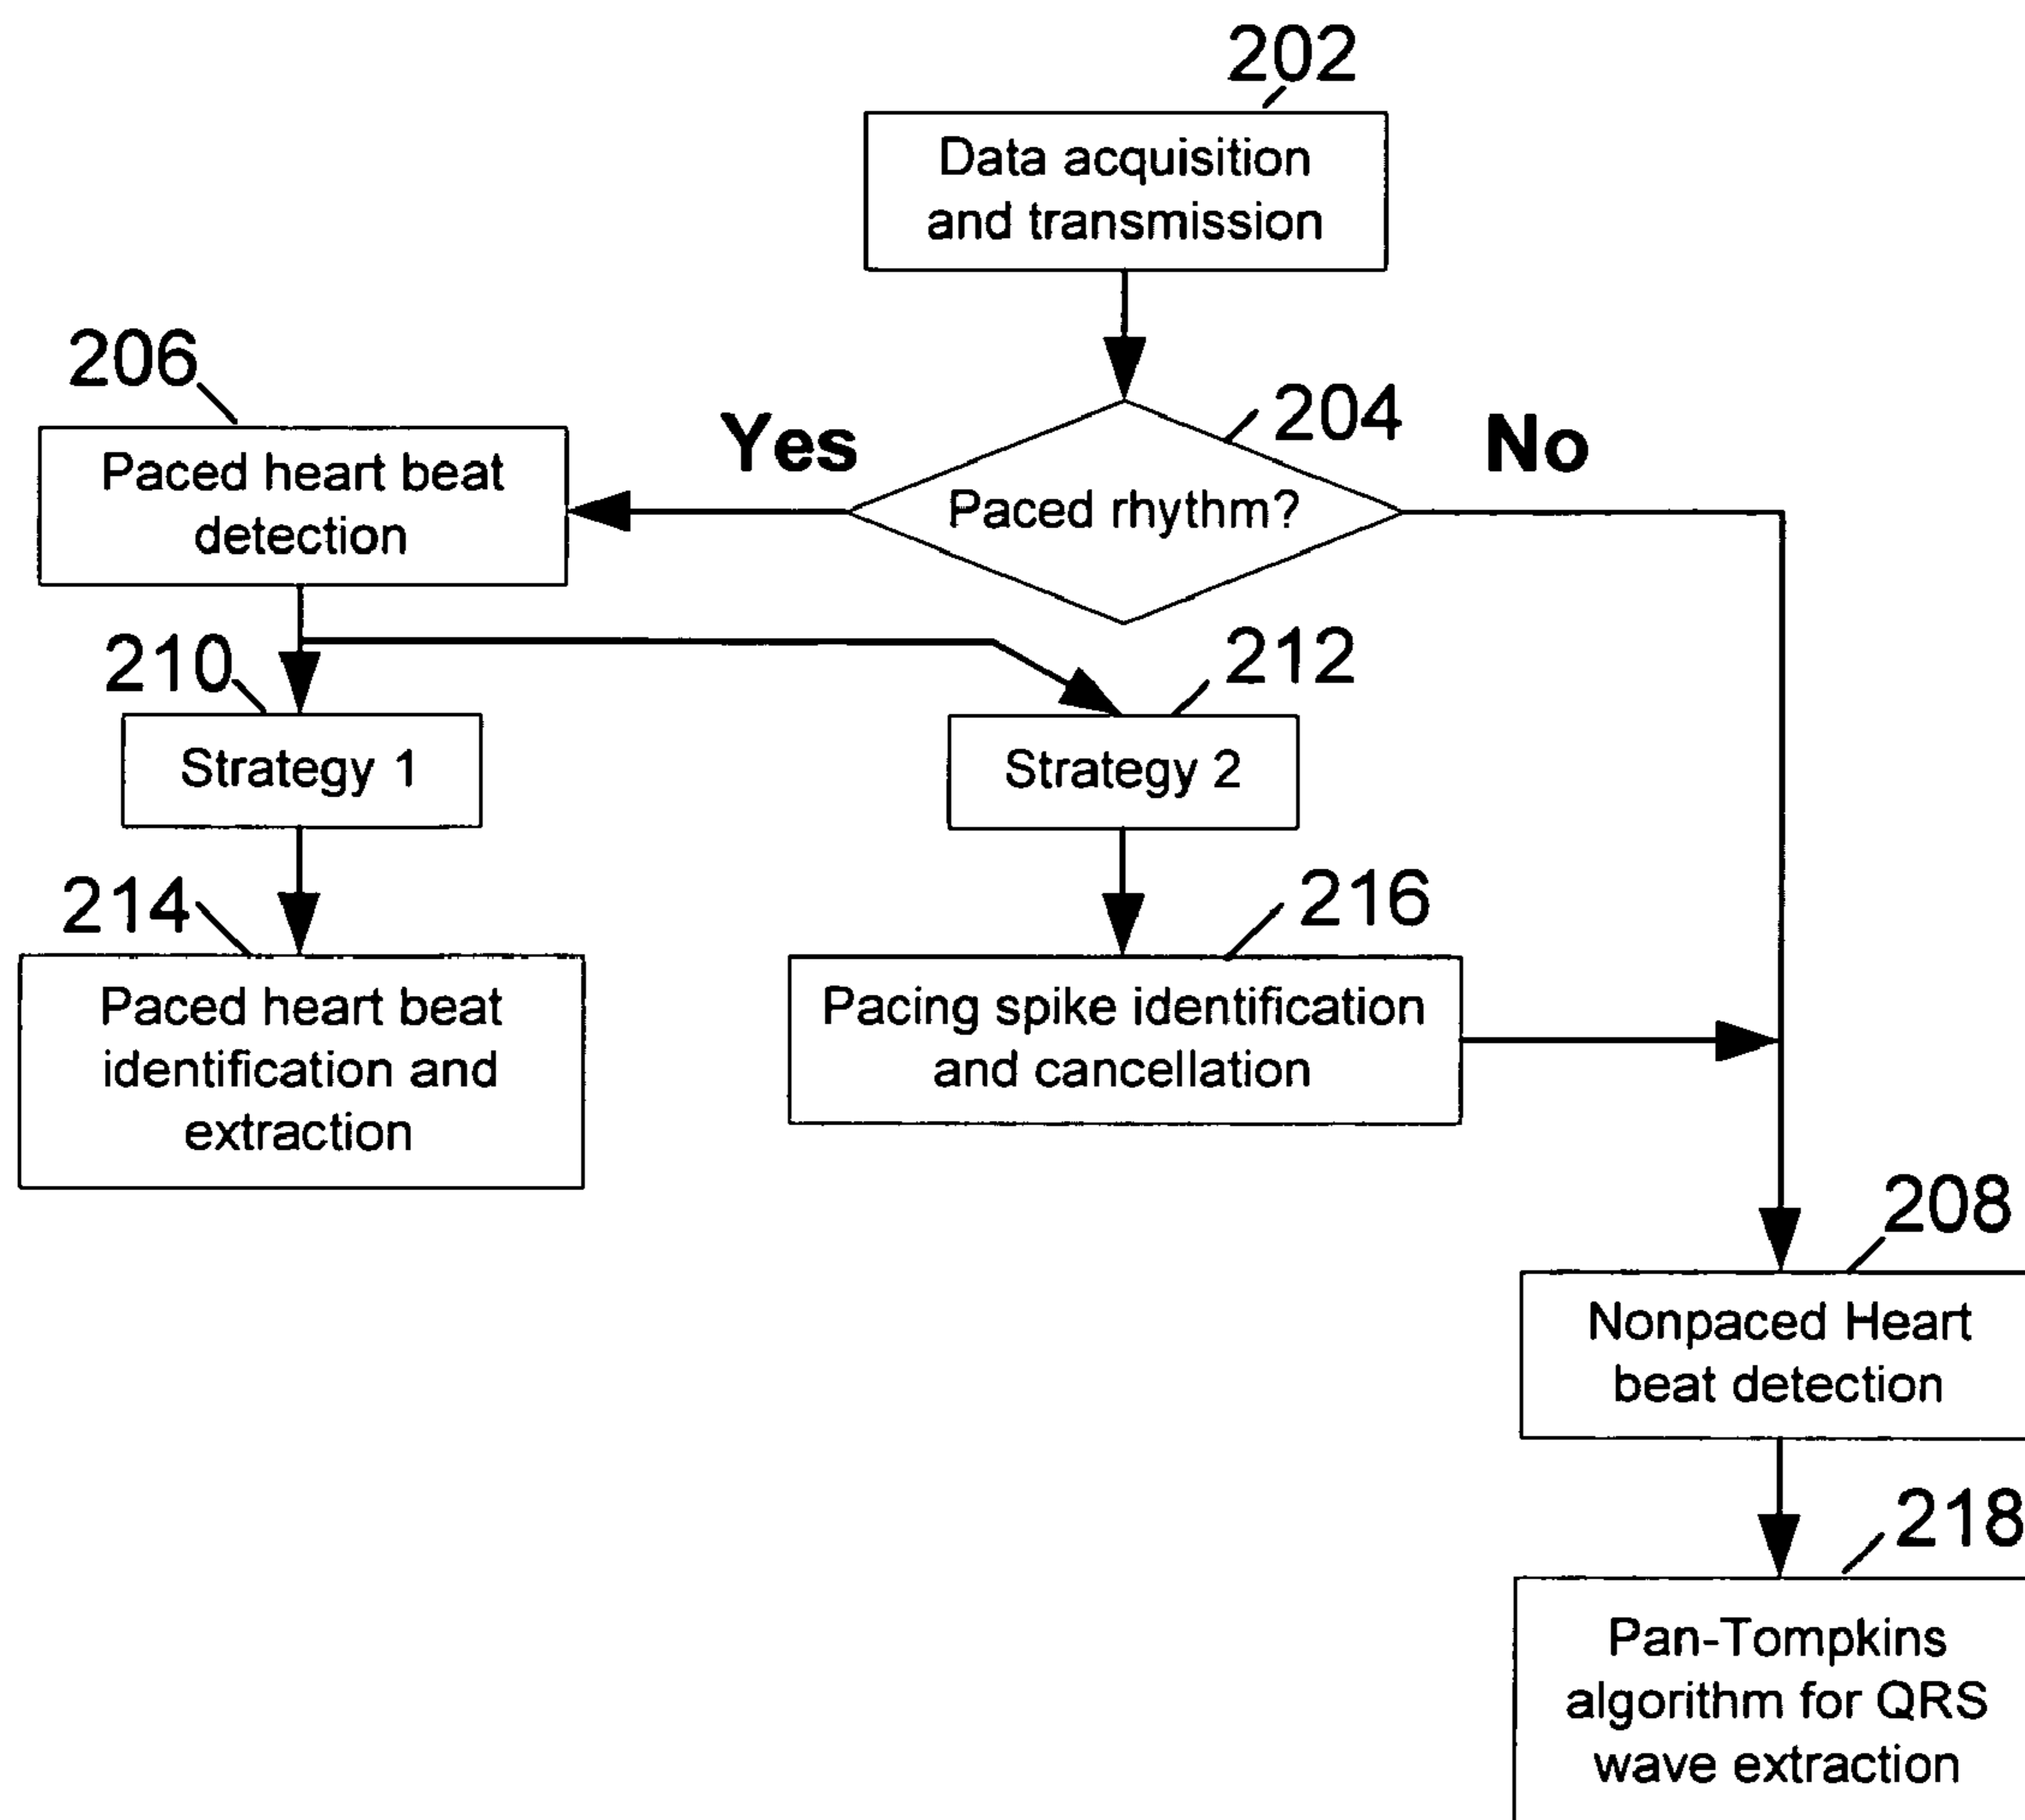 202
Data acquisition
and transmission
206
Yes
204
No
Paced heart beat
detection
Paced rhythm?
210
212
Strategy 1
Strategy 2
214
216
Paced heart beat
identification and
extraction
Pacing spike identification
and cancellation
208
Nonpaced Heart
beat detection
218
Pan-Tompkins
algorithm for QRS
wave extraction